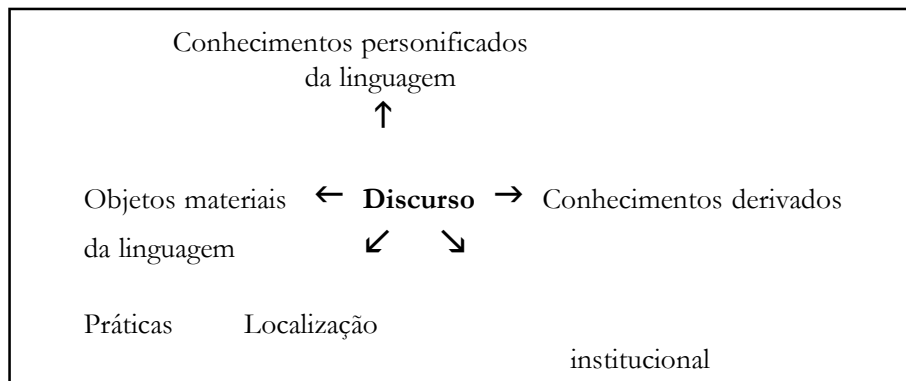 Conhecimentos personificados
da linguagem
↑
Objetos materiais ← Discurso → Conhecimentos derivados
da linguagem ↙ ↘
Práticas Localização
institucional